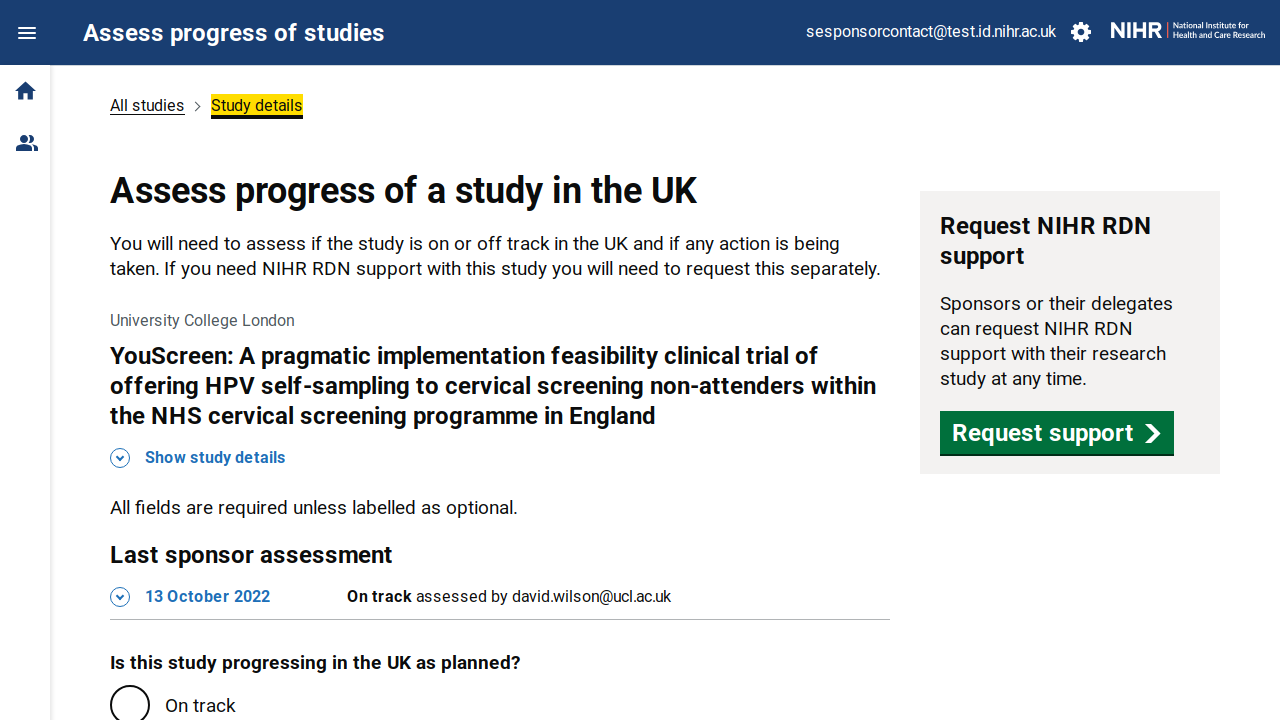 Assess progress of studies
sesponsorcontact@test.id.nihr.ac.uk
NIHR
National Institute for
Health and Care Research
All studies
Study details
Assess progress of a study in the UK
You will need to assess if the study is on or off track in the UK and if any action is being
taken. If you need NIHR RDN support with this study you will need to request this separately.
University College London
YouScreen: A pragmatic implementation feasibility clinical trial of
offering HPV self-sampling to cervical screening non-attenders within
the NHS cervical screening programme in England
Show study details
All fields are required unless labelled as optional.
Last sponsor assessment
13 October 2022
On track assessed by david.wilson@ucl.ac.uk
Is this study progressing in the UK as planned?
On track
Request NIHR RDN
support
Sponsors or their delegates
can request NIHR RDN
support with their research
study at any time.
Request support